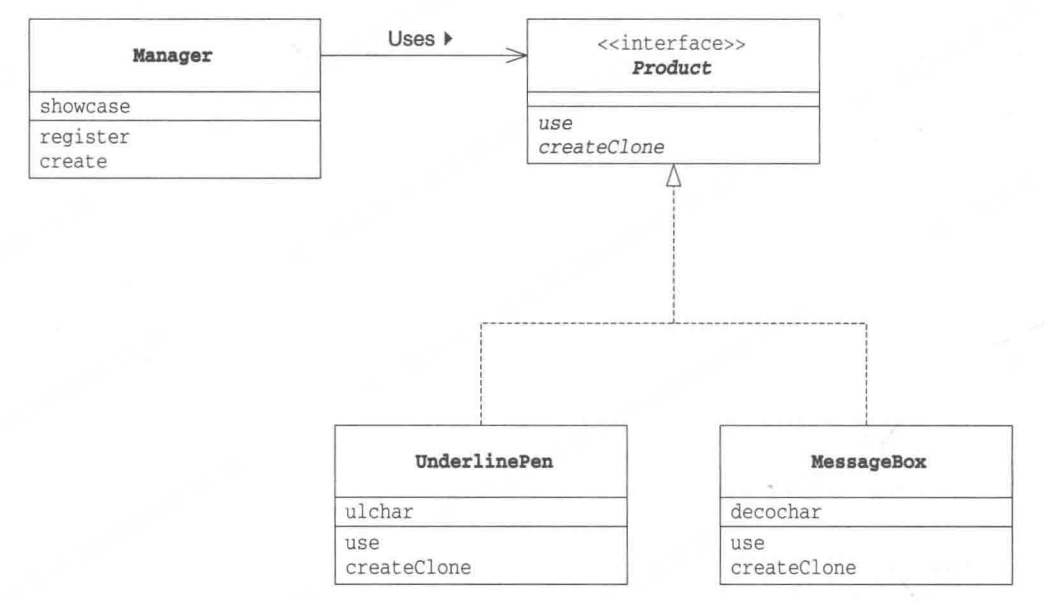 Manager
showcase
register
create
Uses ▶
<<interface>>
Product
use
createClone
UnderlinePen
ulchar
use
createClone
MessageBox
decochar
use
createClone